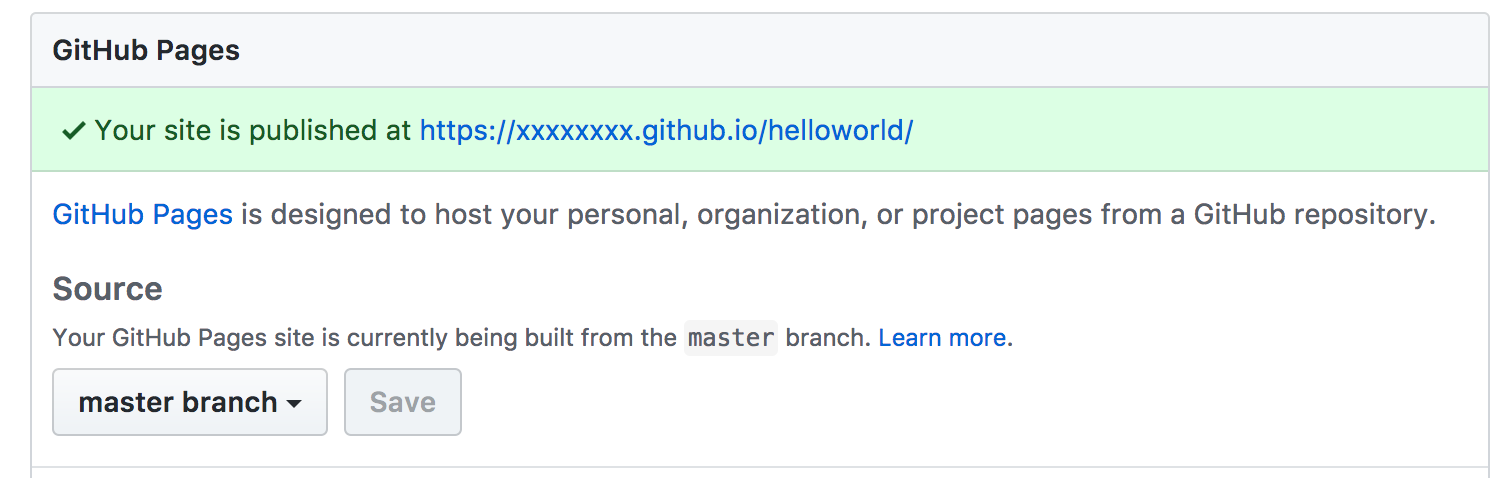 GitHub Pages
Your site is published at https://xxxxxxxx.github.io/helloworld/
GitHub Pages is designed to host your personal, organization, or project pages from a GitHub repository.
Source
Your GitHub Pages site is currently being built from the master branch. Learn more.
master branch Save